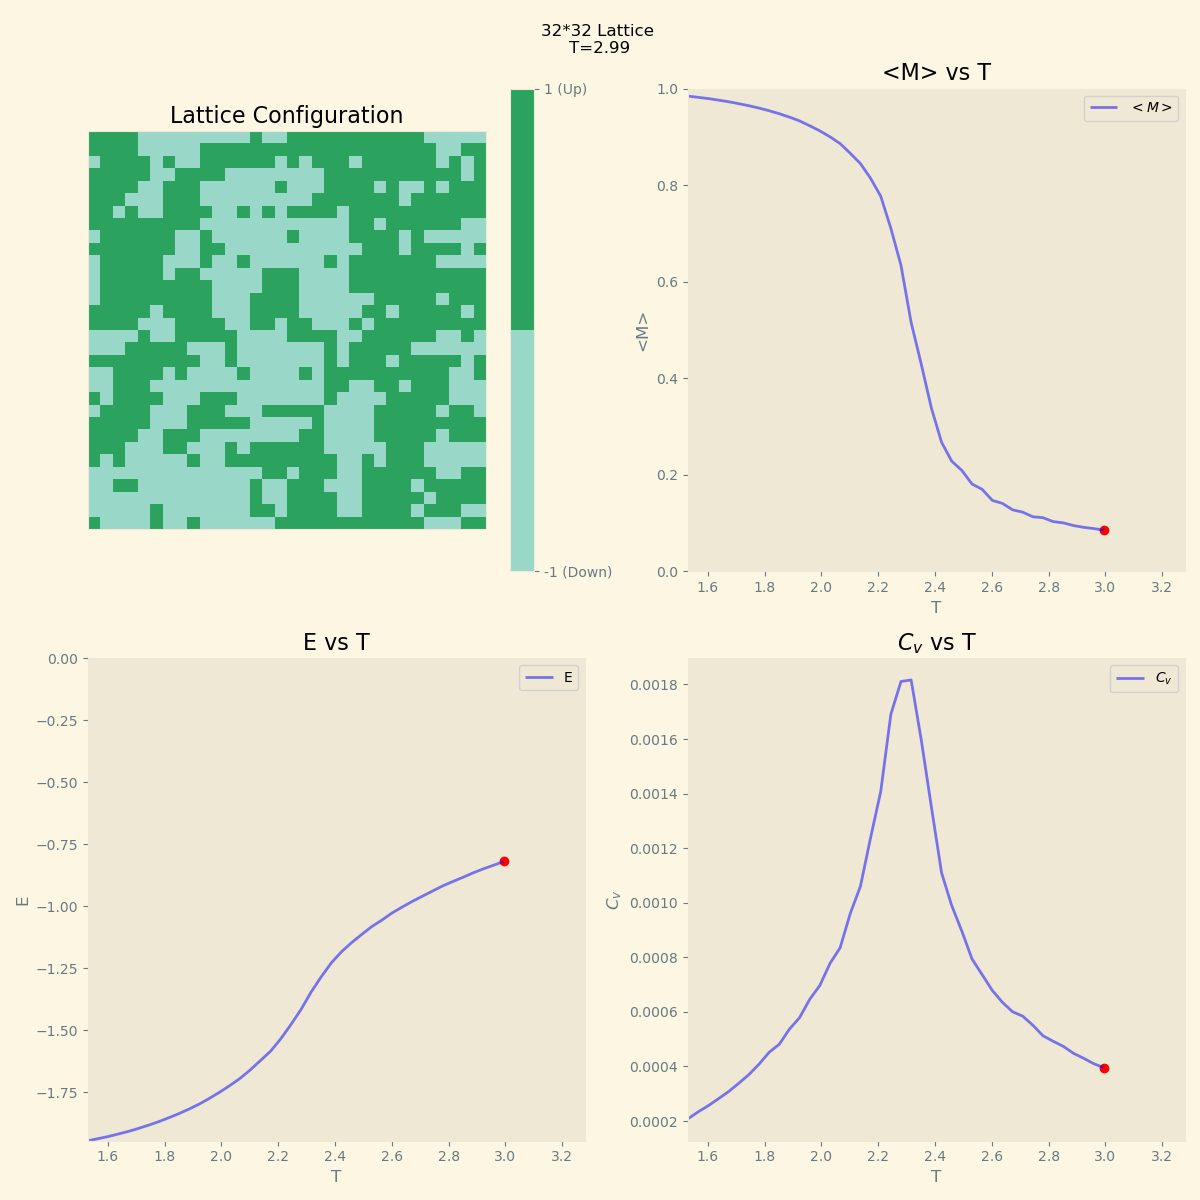 32*32 Lattice
T=2.99
Lattice Configuration
1 (Up)
-1 (Down)
<M> vs T
1.0
0.8
0.6
0.4
0.2
0.0
<M>
< M >
1.6 1.8 2.0 2.2 2.4 2.6 2.8 3.0 3.2
T
E vs T
0.00
−0.25
−0.50
−0.75
−1.00
−1.25
−1.50
−1.75
E
E
1.6 1.8 2.0 2.2 2.4 2.6 2.8 3.0 3.2
T
Cᵥ vs T
0.0018
0.0016
0.0014
0.0012
0.0010
0.0008
0.0006
0.0004
0.0002
Cᵥ
Cᵥ
1.6 1.8 2.0 2.2 2.4 2.6 2.8 3.0 3.2
T